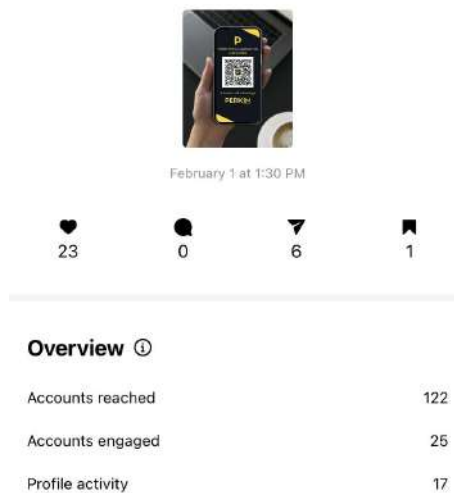 P
PERKIN
February 1 at 1:30 PM
23
0
6
1
Overview
Accounts reached 122
Accounts engaged 25
Profile activity 17